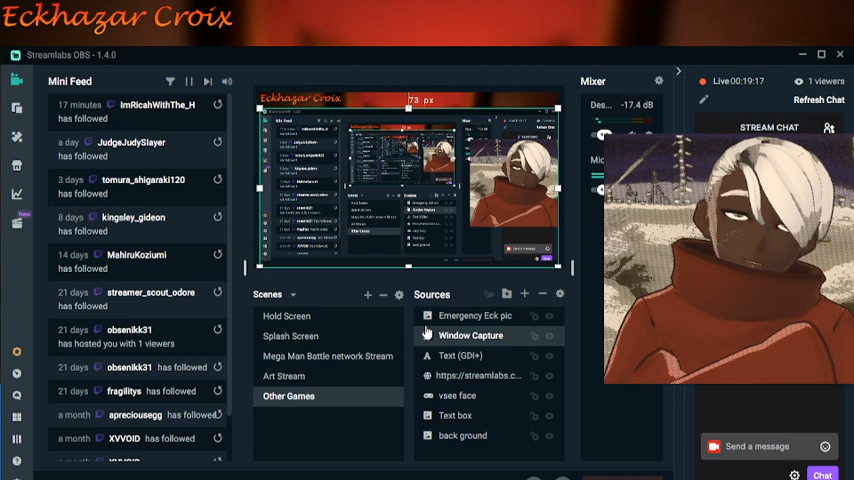 Eckhazar Croix
Streamlabs OBS - 1.4.0
Mini Feed
17 minutes ImRicahWithThe_H
has followed
a day JudgeJudySlayer
has followed
3 days tomura_shigaraki120
has followed
8 days kingsley_gideon
has followed
14 days MahiruKoziumi
has followed
21 days streamer_scout_odore
has followed
21 days obsenikk31
has hosted you with 1 viewers
21 days obsenikk31 has followed
21 days fragilitys has followed
a month apreciousegg has followed
a month XVVOID has followed
New
Eckhazar Croix
73 px
Scenes
Hold Screen
Splash Screen
Mega Man Battle network Stream
Art Stream
Other Games
Sources
Emergency Eck pic
Window Capture
Text (GDI+)
https://streamlabs.c...
vsee face
Text box
back ground
Mixer
Des... -17.4 dB
Live 00:19:17
1 viewers
Refresh Chat
STREAM CHAT
Send a message
Chat